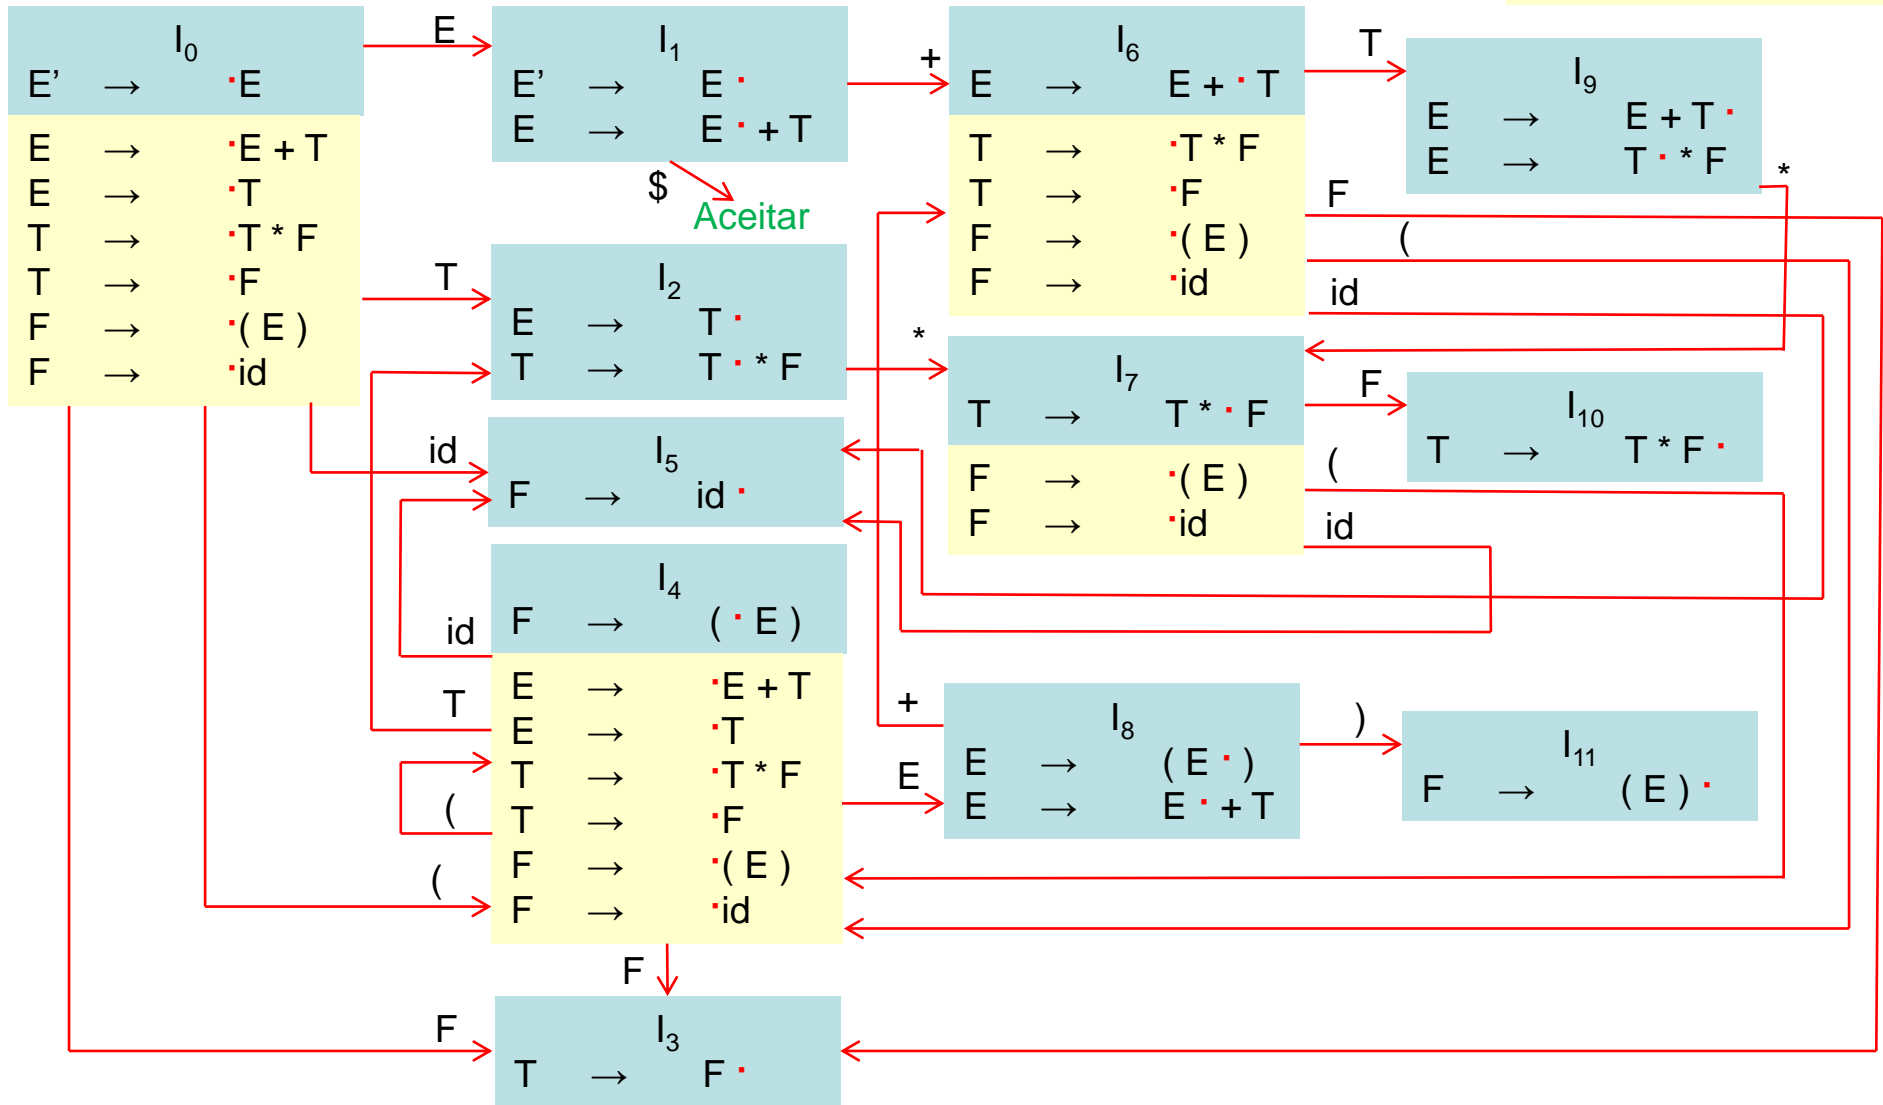 I0
E’ → ·E
E → ·E + T
E → ·T
T → ·T * F
T → ·F
F → ·( E )
F → ·id
E
I1
E’ → E ·
E → E · + T
$
Aceitar
+
I6
E → E + · T
T → ·T * F
T → ·F
F → ·( E )
F → ·id
T
I9
E → E + T ·
E → T · * F
*
F
(
id
T
I2
E → T ·
T → T · * F
*
I7
T → T * · F
F → ·( E )
F → ·id
F
I10
T → T * F ·
(
id
id
I5
F → id ·
I4
F → ( · E )
E → ·E + T
E → ·T
T → ·T * F
T → ·F
F → ·( E )
F → ·id
id
T
(
(
+
E
I8
E → ( E · )
E → E · + T
)
I11
F → ( E ) ·
F
F
I3
T → F ·